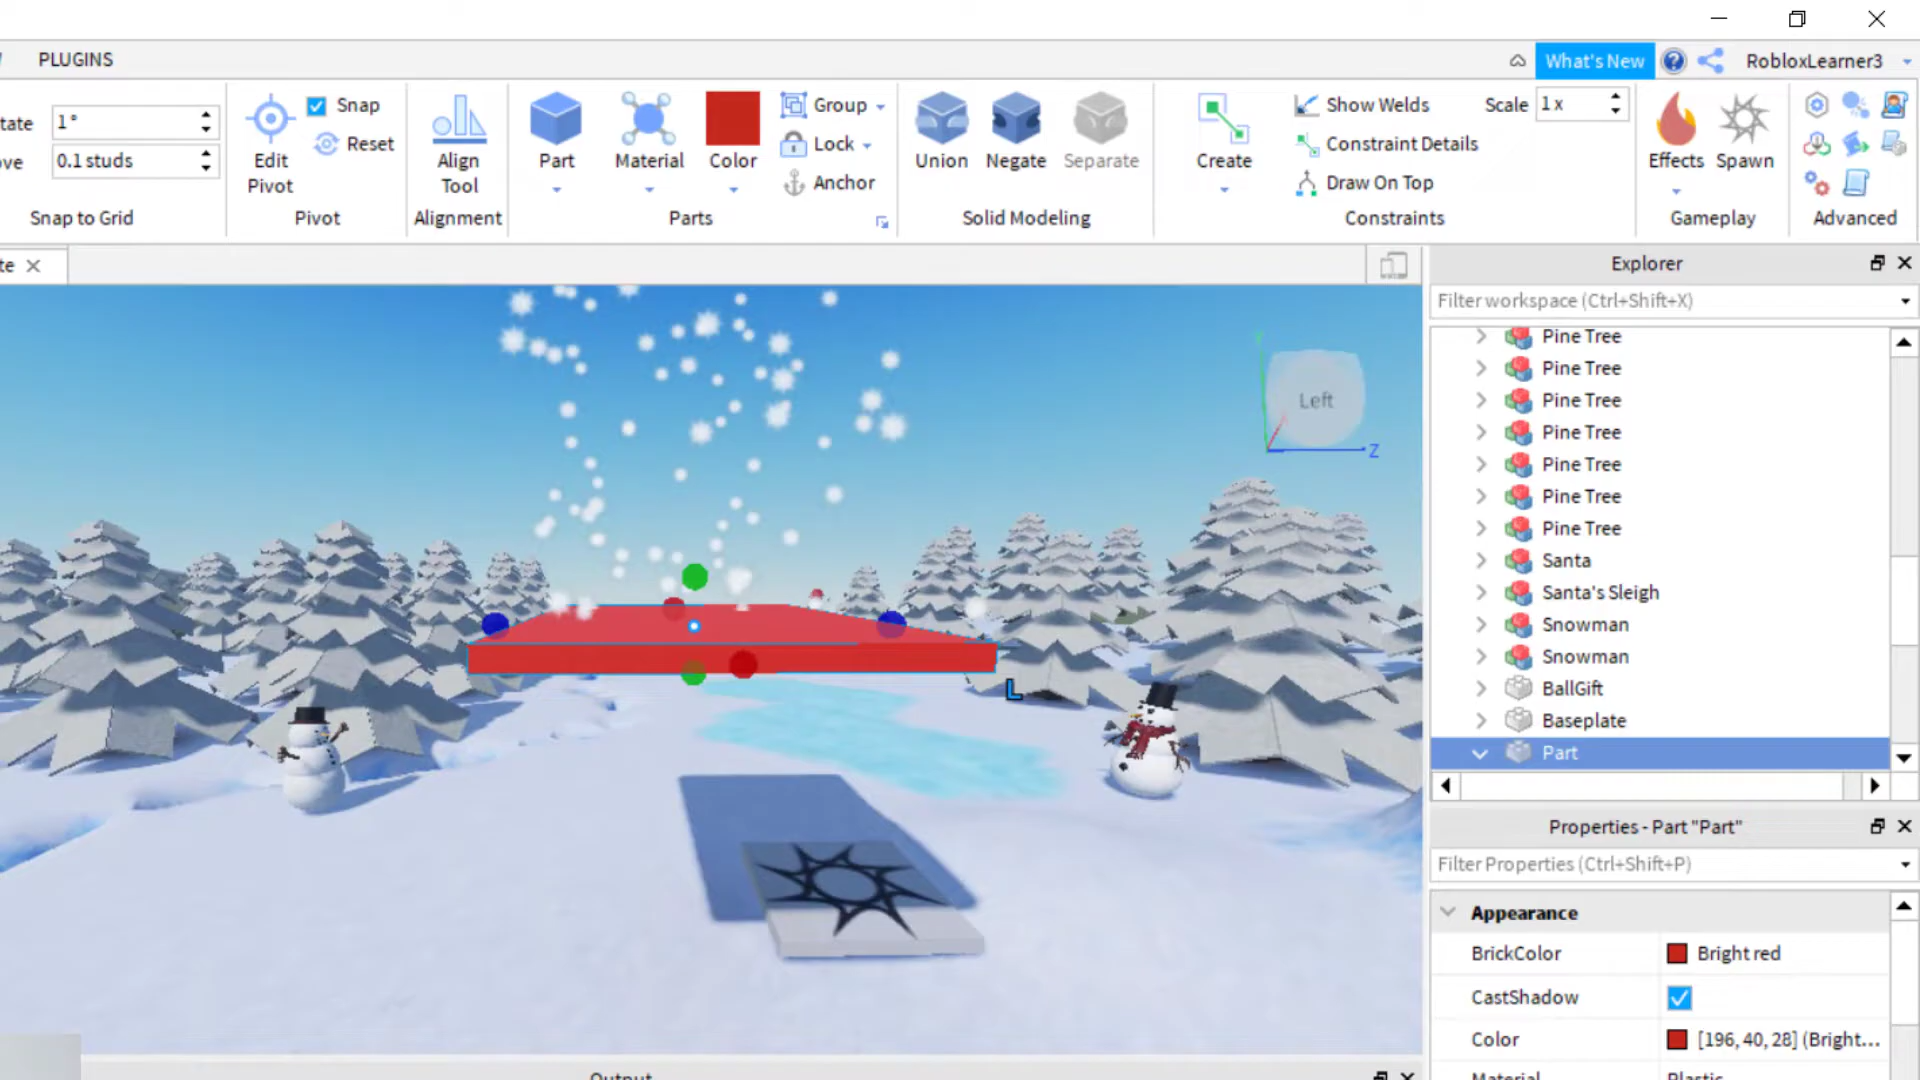 PLUGINS
What's New
RobloxLearner3
tate 1°
ove 0.1 studs
Snap to Grid
Edit
Pivot
Snap
Reset
Pivot
Align
Tool
Alignment
Part
Material
Color
Group
Lock
Anchor
Parts
Union
Negate
Separate
Solid Modeling
Create
Show Welds
Scale 1 x
Constraint Details
Draw On Top
Constraints
Effects
Spawn
Gameplay
Advanced
te
Explorer
Filter workspace (Ctrl+Shift+X)
Pine Tree
Pine Tree
Pine Tree
Pine Tree
Pine Tree
Pine Tree
Pine Tree
Santa
Santa's Sleigh
Snowman
Snowman
BallGift
Baseplate
Part
Y
Left
Z
L
Properties - Part "Part"
Filter Properties (Ctrl+Shift+P)
Appearance
BrickColor Bright red
CastShadow
Color [196, 40, 28] (Bright...
Material Plastic
Output